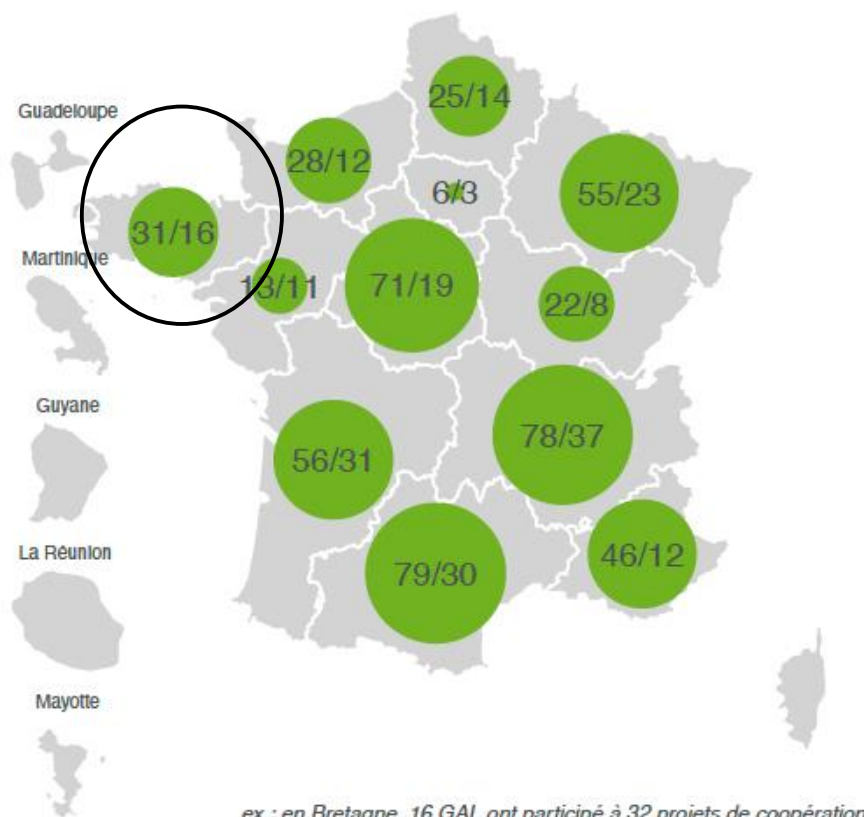 25/14
Guadeloupe
28/12
6/3
55/23
31/16
Martinique
13/11
71/19
22/8
Guyane
78/37
56/31
La Réunion
46/12
79/30
Mayotte
ex : en Bretagne, 16 GAL ont participé à 32 projets de coopération